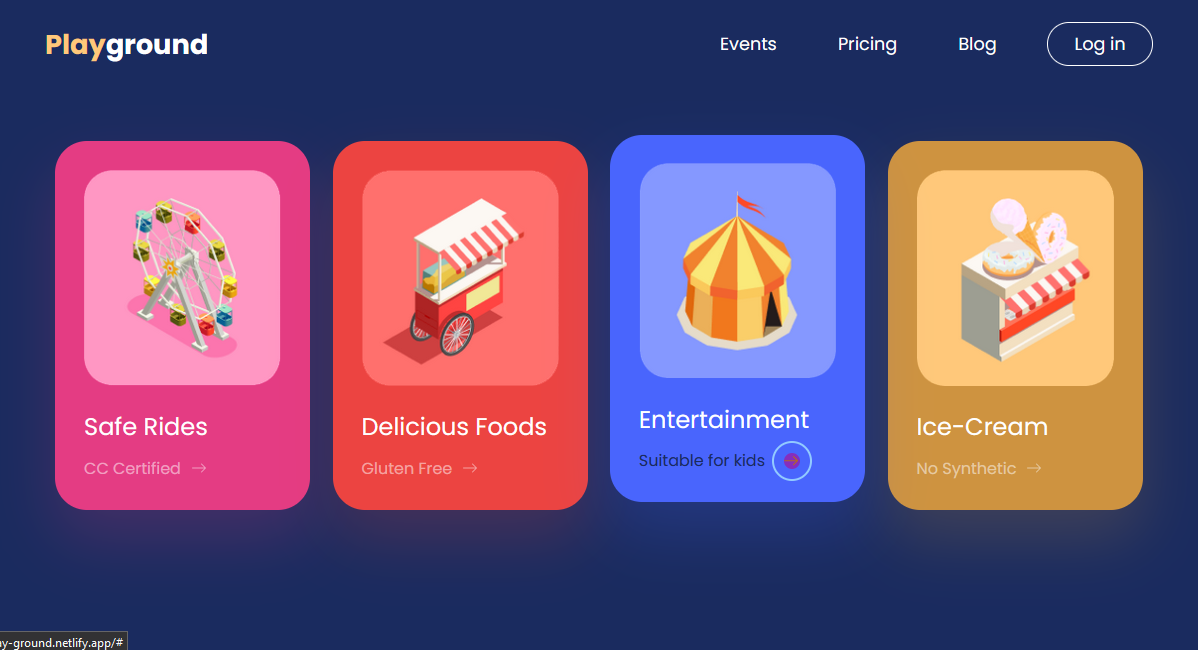 Playground
Events
Pricing
Blog
Log in
Safe Rides
CC Certified →
Delicious Foods
Gluten Free →
Entertainment
Suitable for kids →
Ice-Cream
No Synthetic →
y-ground.netlify.app/#